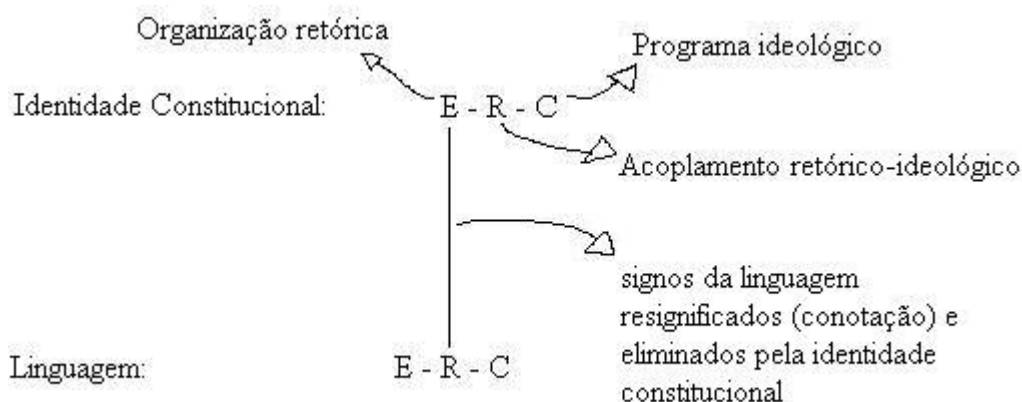 Organização retórica
Programa ideológico
Identidade Constitucional:
E - R - C
Acoplamento retórico-ideológico
signos da linguagem
resignificados (conotação) e
eliminados pela identidade
constitucional
Linguagem:
E - R - C